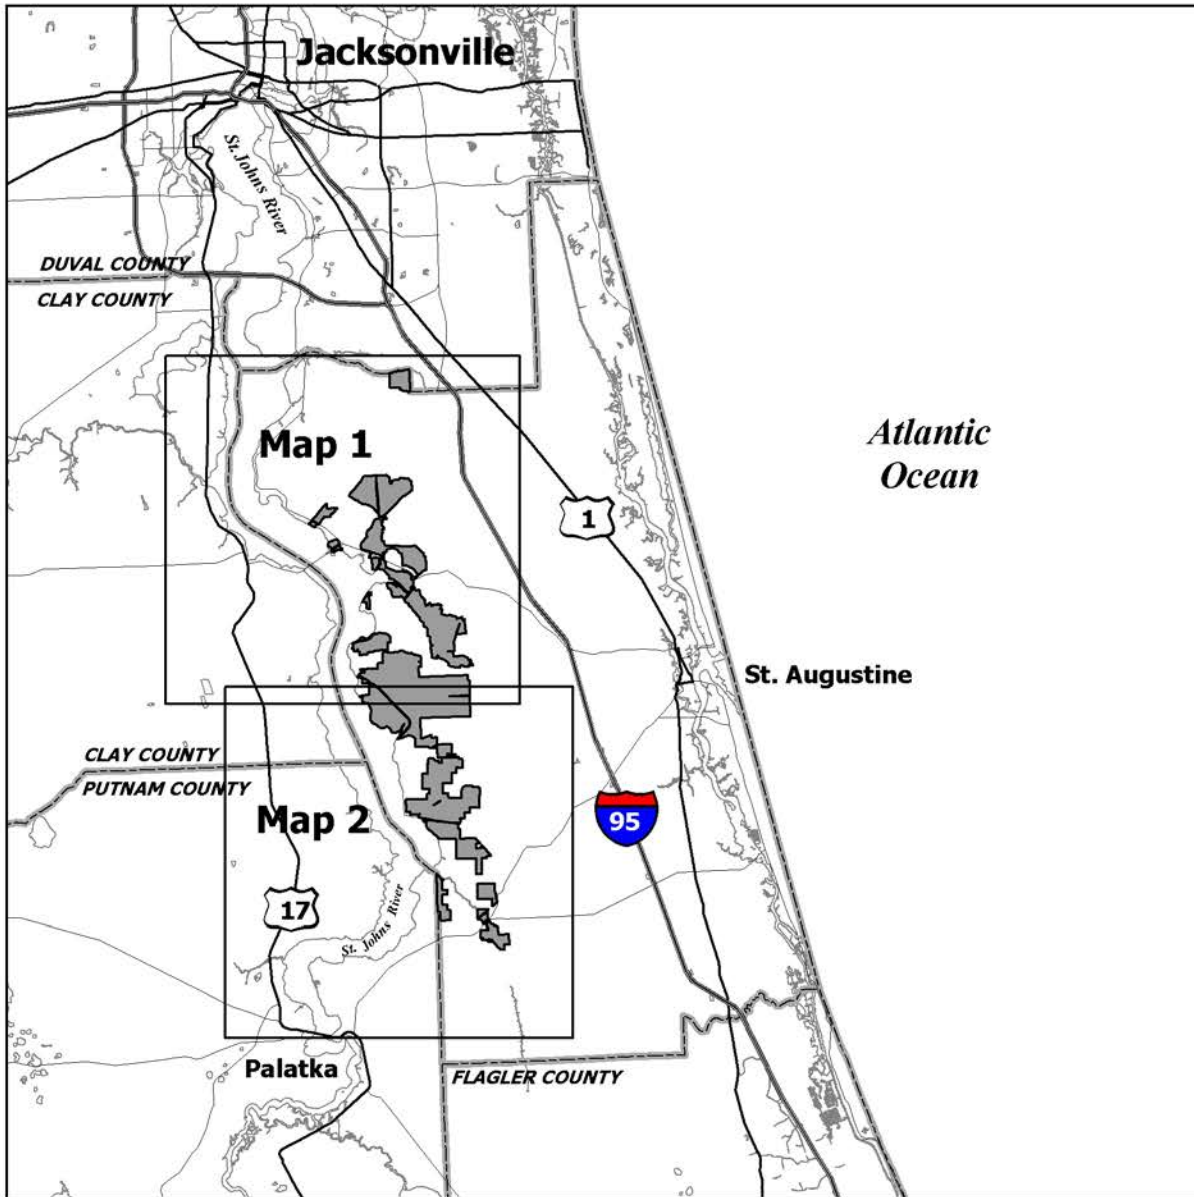 Jacksonville
St. Johns River
DUVAL COUNTY
CLAY COUNTY
Map 1
Atlantic
Ocean
1
St. Augustine
CLAY COUNTY
PUTNAM COUNTY
Map 2
95
17
St. Johns River
Palatka
FLAGLER COUNTY